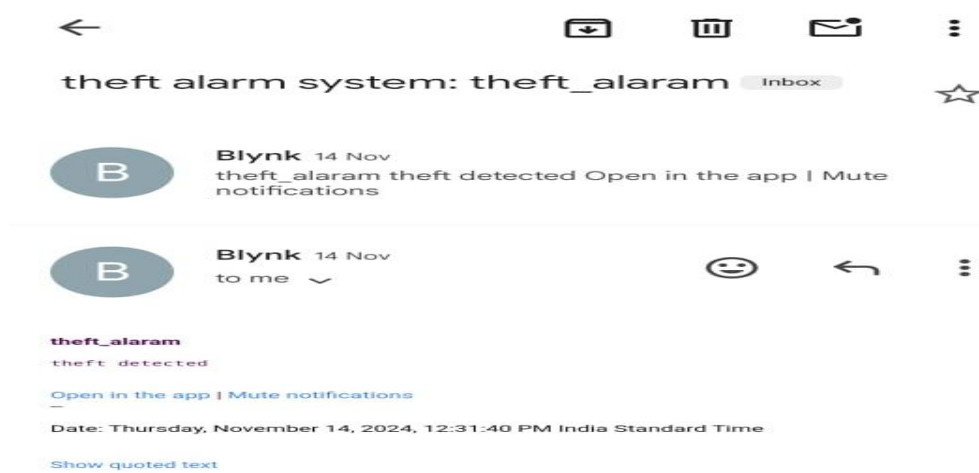 theft alarm system: theft_alaram Inbox
B
Blynk 14 Nov
theft_alaram theft detected Open in the app | Mute
notifications
B
Blynk 14 Nov
to me
theft_alaram
theft detected
Open in the app | Mute notifications
—
Date: Thursday, November 14, 2024, 12:31:40 PM India Standard Time
Show quoted text